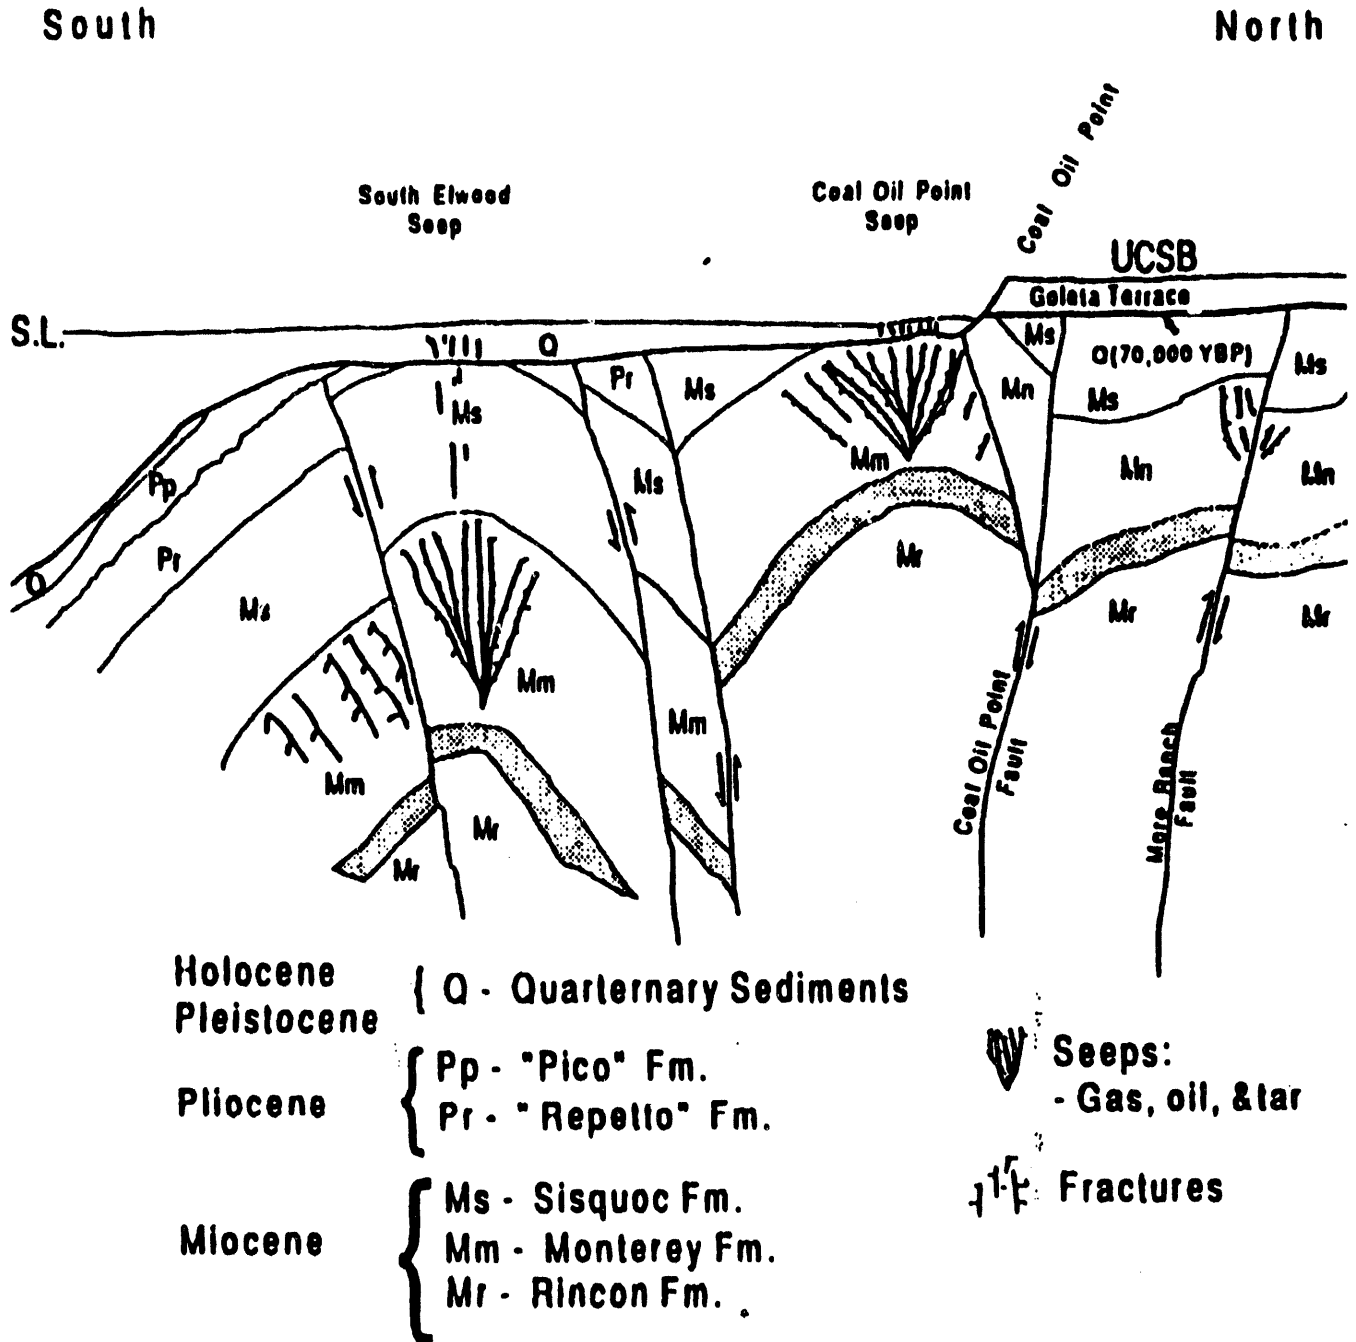 South
North
Coal Oil Point
South Elwood
Seep
Coal Oil Point
Seep
UCSB
Goleta Terrace
S.L.
Q
Ms
Q(70,000 YBP)
Ms
Pr
Ms
Mn
Ms
Ms
Pp
Mm
Ms
Mn
Mn
Q
Pr
Mr
Ms
Mr
Mr
Mm
Mm
Mm
Mr
Mr
Coal Oil Point
Fault
More Ranch
Fault
Holocene
Pleistocene
{ Q - Quarternary Sediments
Pliocene
Pp - "Pico" Fm.
Pr - "Repetto" Fm.
Miocene
Ms - Sisquoc Fm.
Mm - Monterey Fm.
Mr - Rincon Fm.
Seeps:
- Gas, oil, & tar
Fractures